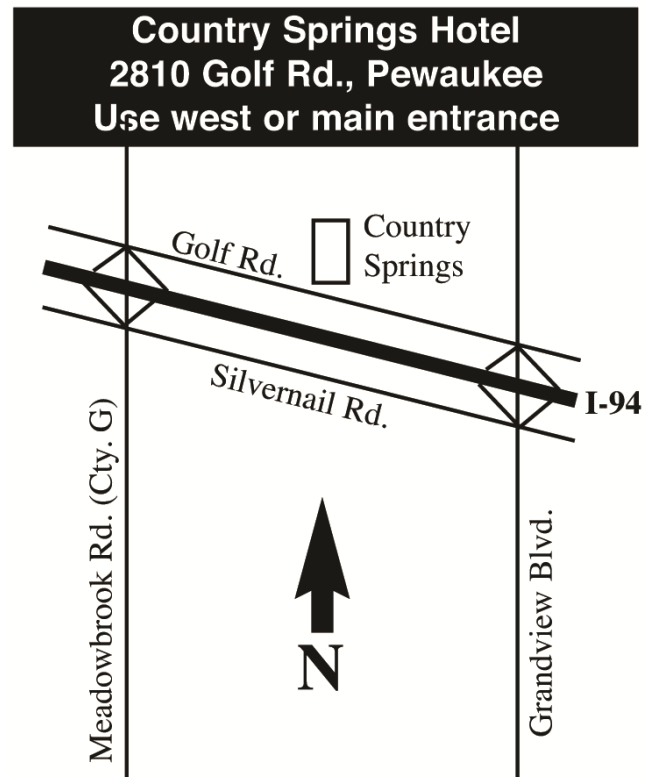 Country Springs Hotel
2810 Golf Rd., Pewaukee
Use west or main entrance
Country
Springs
Golf Rd.
Silvernail Rd.
I-94
Meadowbrook Rd. (Cty. G)
Grandview Blvd.
N